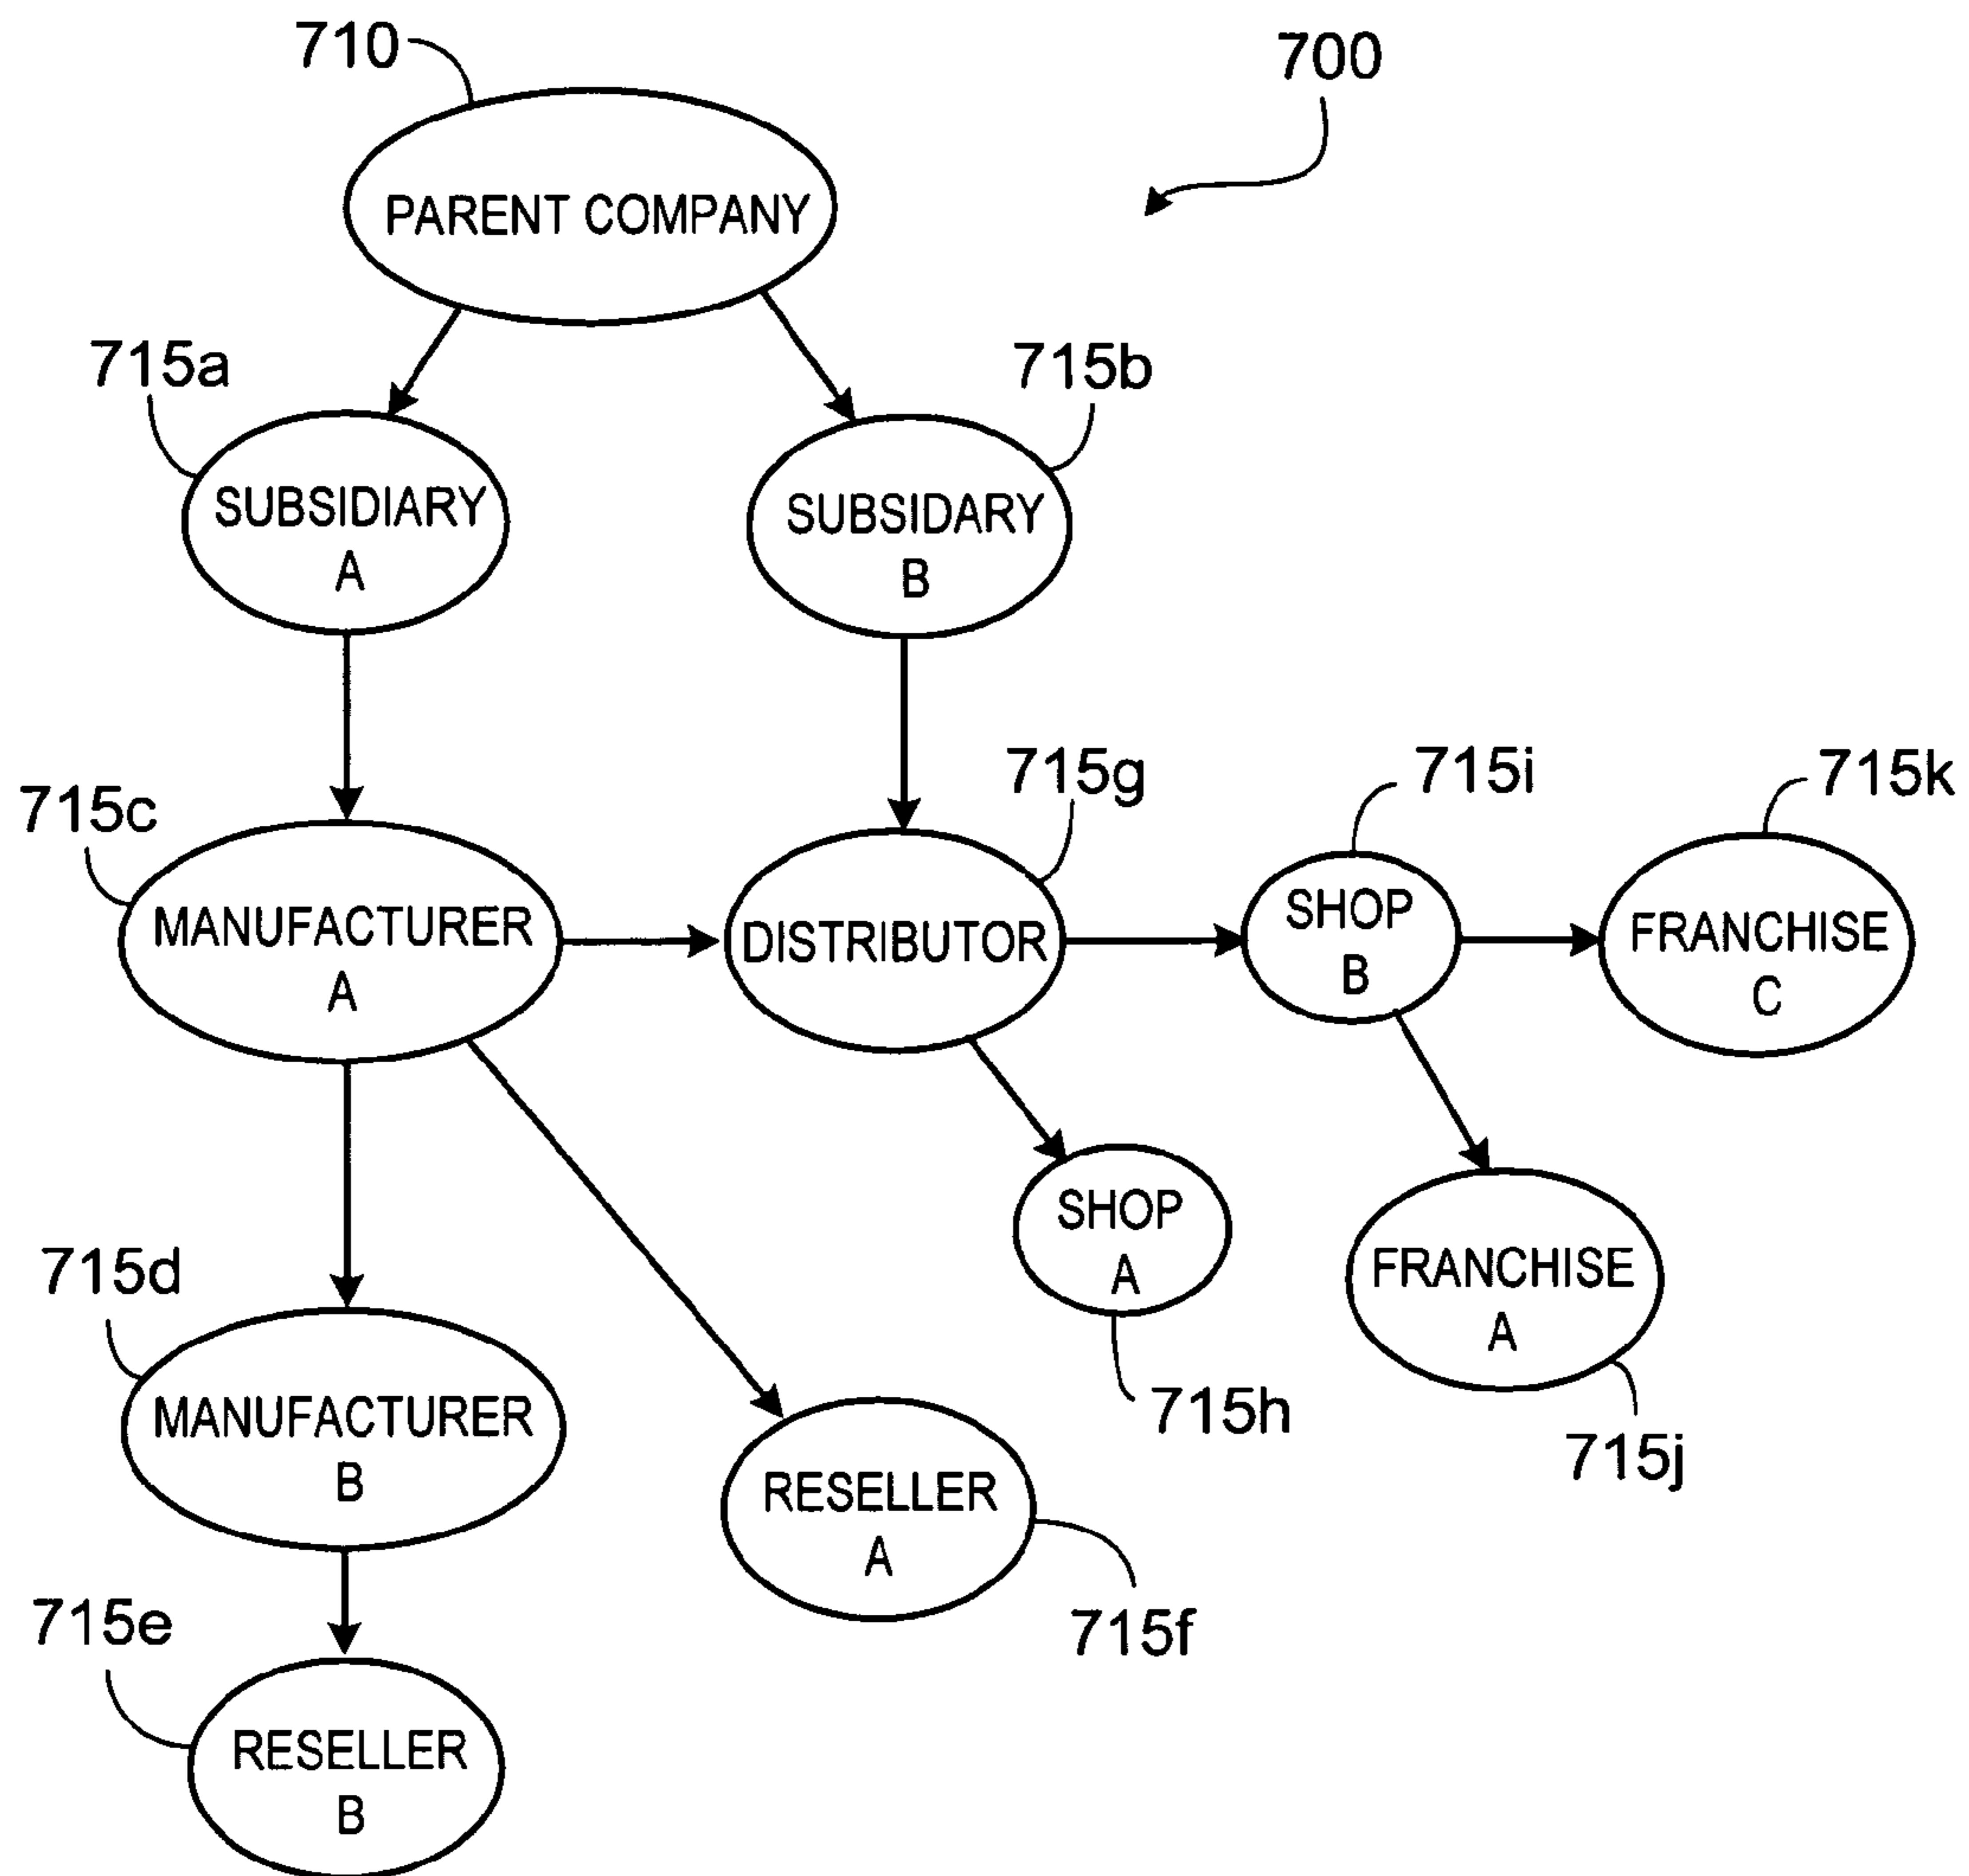 710
700
PARENT COMPANY
715a
715b
SUBSIDIARY
A
SUBSIDARY
B
715c
715g
715i
715k
MANUFACTURER
A
DISTRIBUTOR
SHOP
B
FRANCHISE
C
715d
SHOP
A
FRANCHISE
A
MANUFACTURER
B
715h
715j
RESELLER
A
715e
715f
RESELLER
B